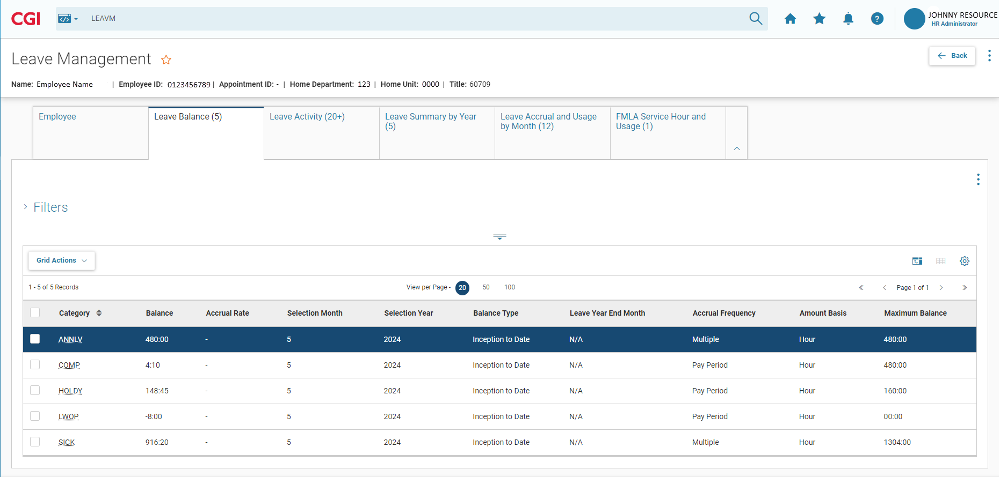 CGI </> LEAVM ? JOHNNY RESOURCE
HR Administrator
Leave Management Back
Name: Employee Name | Employee ID: 0123456789 | Appointment ID: - | Home Department: 123 | Home Unit: 0000 | Title: 60709
Employee Leave Balance (5) Leave Activity (20+) Leave Summary by Year Leave Accrual and Usage FMLA Service Hour and
(5) by Month (12) Usage (1)
Filters
Grid Actions
1 - 5 of 5 Records View per Page - 20 50 100 Page 1 of 1
Category Balance Accrual Rate Selection Month Selection Year Balance Type Leave Year End Month Accrual Frequency Amount Basis Maximum Balance
ANNLV 480:00 - 5 2024 Inception to Date N/A Multiple Hour 480:00
COMP 4:10 - 5 2024 Inception to Date N/A Pay Period Hour 480:00
HOLDY 148:45 - 5 2024 Inception to Date N/A Pay Period Hour 160:00
LWOP -8:00 - 5 2024 Inception to Date N/A Pay Period Hour 00:00
SICK 916:20 - 5 2024 Inception to Date N/A Multiple Hour 1304:00